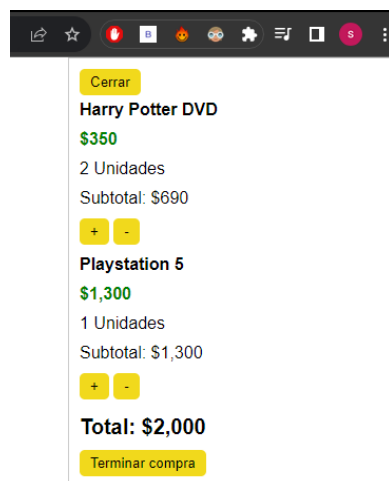 B
S
Cerrar
Harry Potter DVD
$350
2 Unidades
Subtotal: $690
+ -
Playstation 5
$1,300
1 Unidades
Subtotal: $1,300
+ -
Total: $2,000
Terminar compra